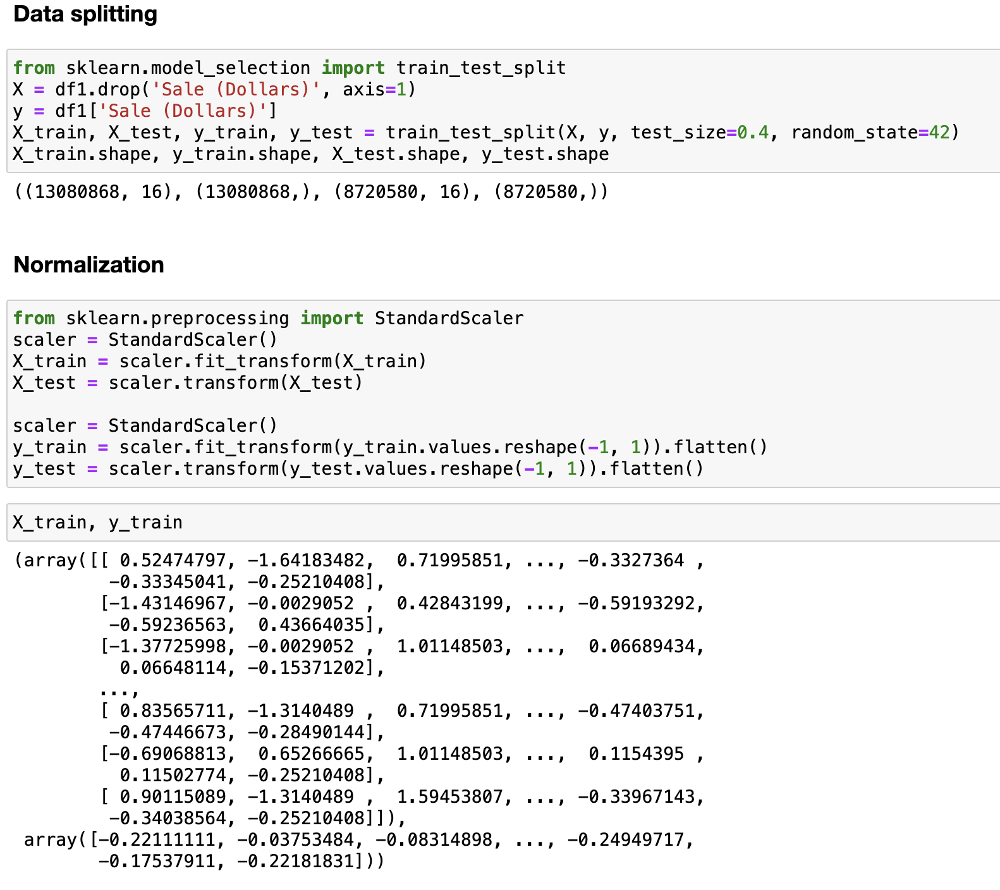 Data splitting
from sklearn.model_selection import train_test_split
X = df1.drop('Sale (Dollars)', axis=1)
y = df1['Sale (Dollars)']
X_train, X_test, y_train, y_test = train_test_split(X, y, test_size=0.4, random_state=42)
X_train.shape, y_train.shape, X_test.shape, y_test.shape
((13080868, 16), (13080868,), (8720580, 16), (8720580,))
Normalization
from sklearn.preprocessing import StandardScaler
scaler = StandardScaler()
X_train = scaler.fit_transform(X_train)
X_test = scaler.transform(X_test)
scaler = StandardScaler()
y_train = scaler.fit_transform(y_train.values.reshape(-1, 1)).flatten()
y_test = scaler.transform(y_test.values.reshape(-1, 1)).flatten()
X_train, y_train
(array([[ 0.52474797, -1.64183482,  0.71995851, ..., -0.3327364 ,
-0.33345041, -0.25210408],
[-1.43146967, -0.0029052 ,  0.42843199, ..., -0.59193292,
-0.59236563,  0.43664035],
[-1.37725998, -0.0029052 ,  1.01148503, ...,  0.06689434,
0.06648114, -0.15371202],
...,
[ 0.83565711, -1.3140489 ,  0.71995851, ..., -0.47403751,
-0.47446673, -0.28490144],
[-0.69068813,  0.65266665,  1.01148503, ...,  0.1154395 ,
0.11502774, -0.25210408],
[ 0.90115089, -1.3140489 ,  1.59453807, ..., -0.33967143,
-0.34038564, -0.25210408]]),
array([-0.22111111, -0.03753484, -0.08314898, ..., -0.24949717,
-0.17537911, -0.22181831]))